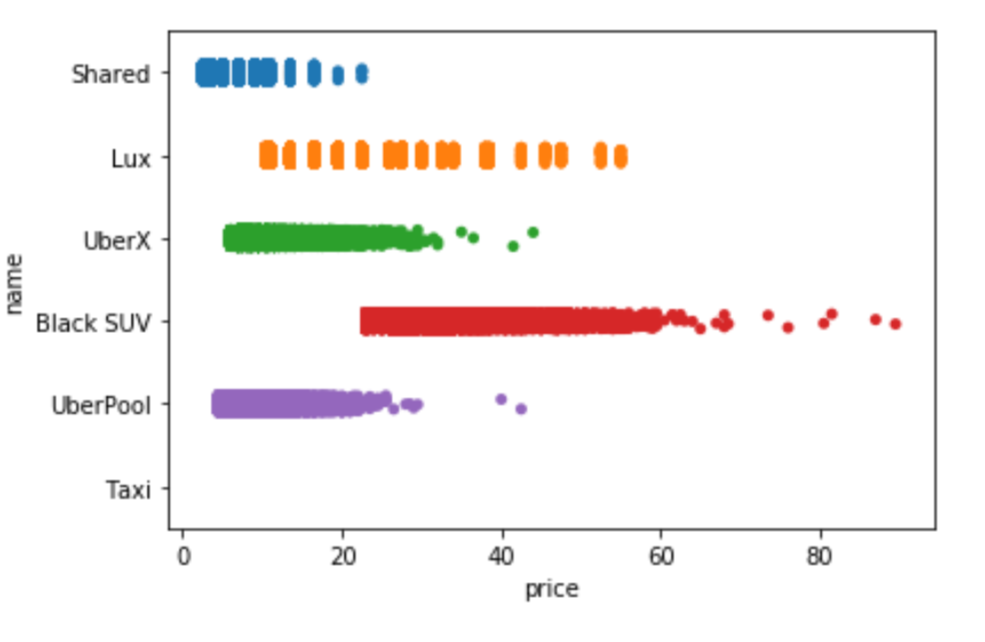 Shared
Lux
UberX
Black SUV
UberPool
Taxi
name
0 20 40 60 80
price